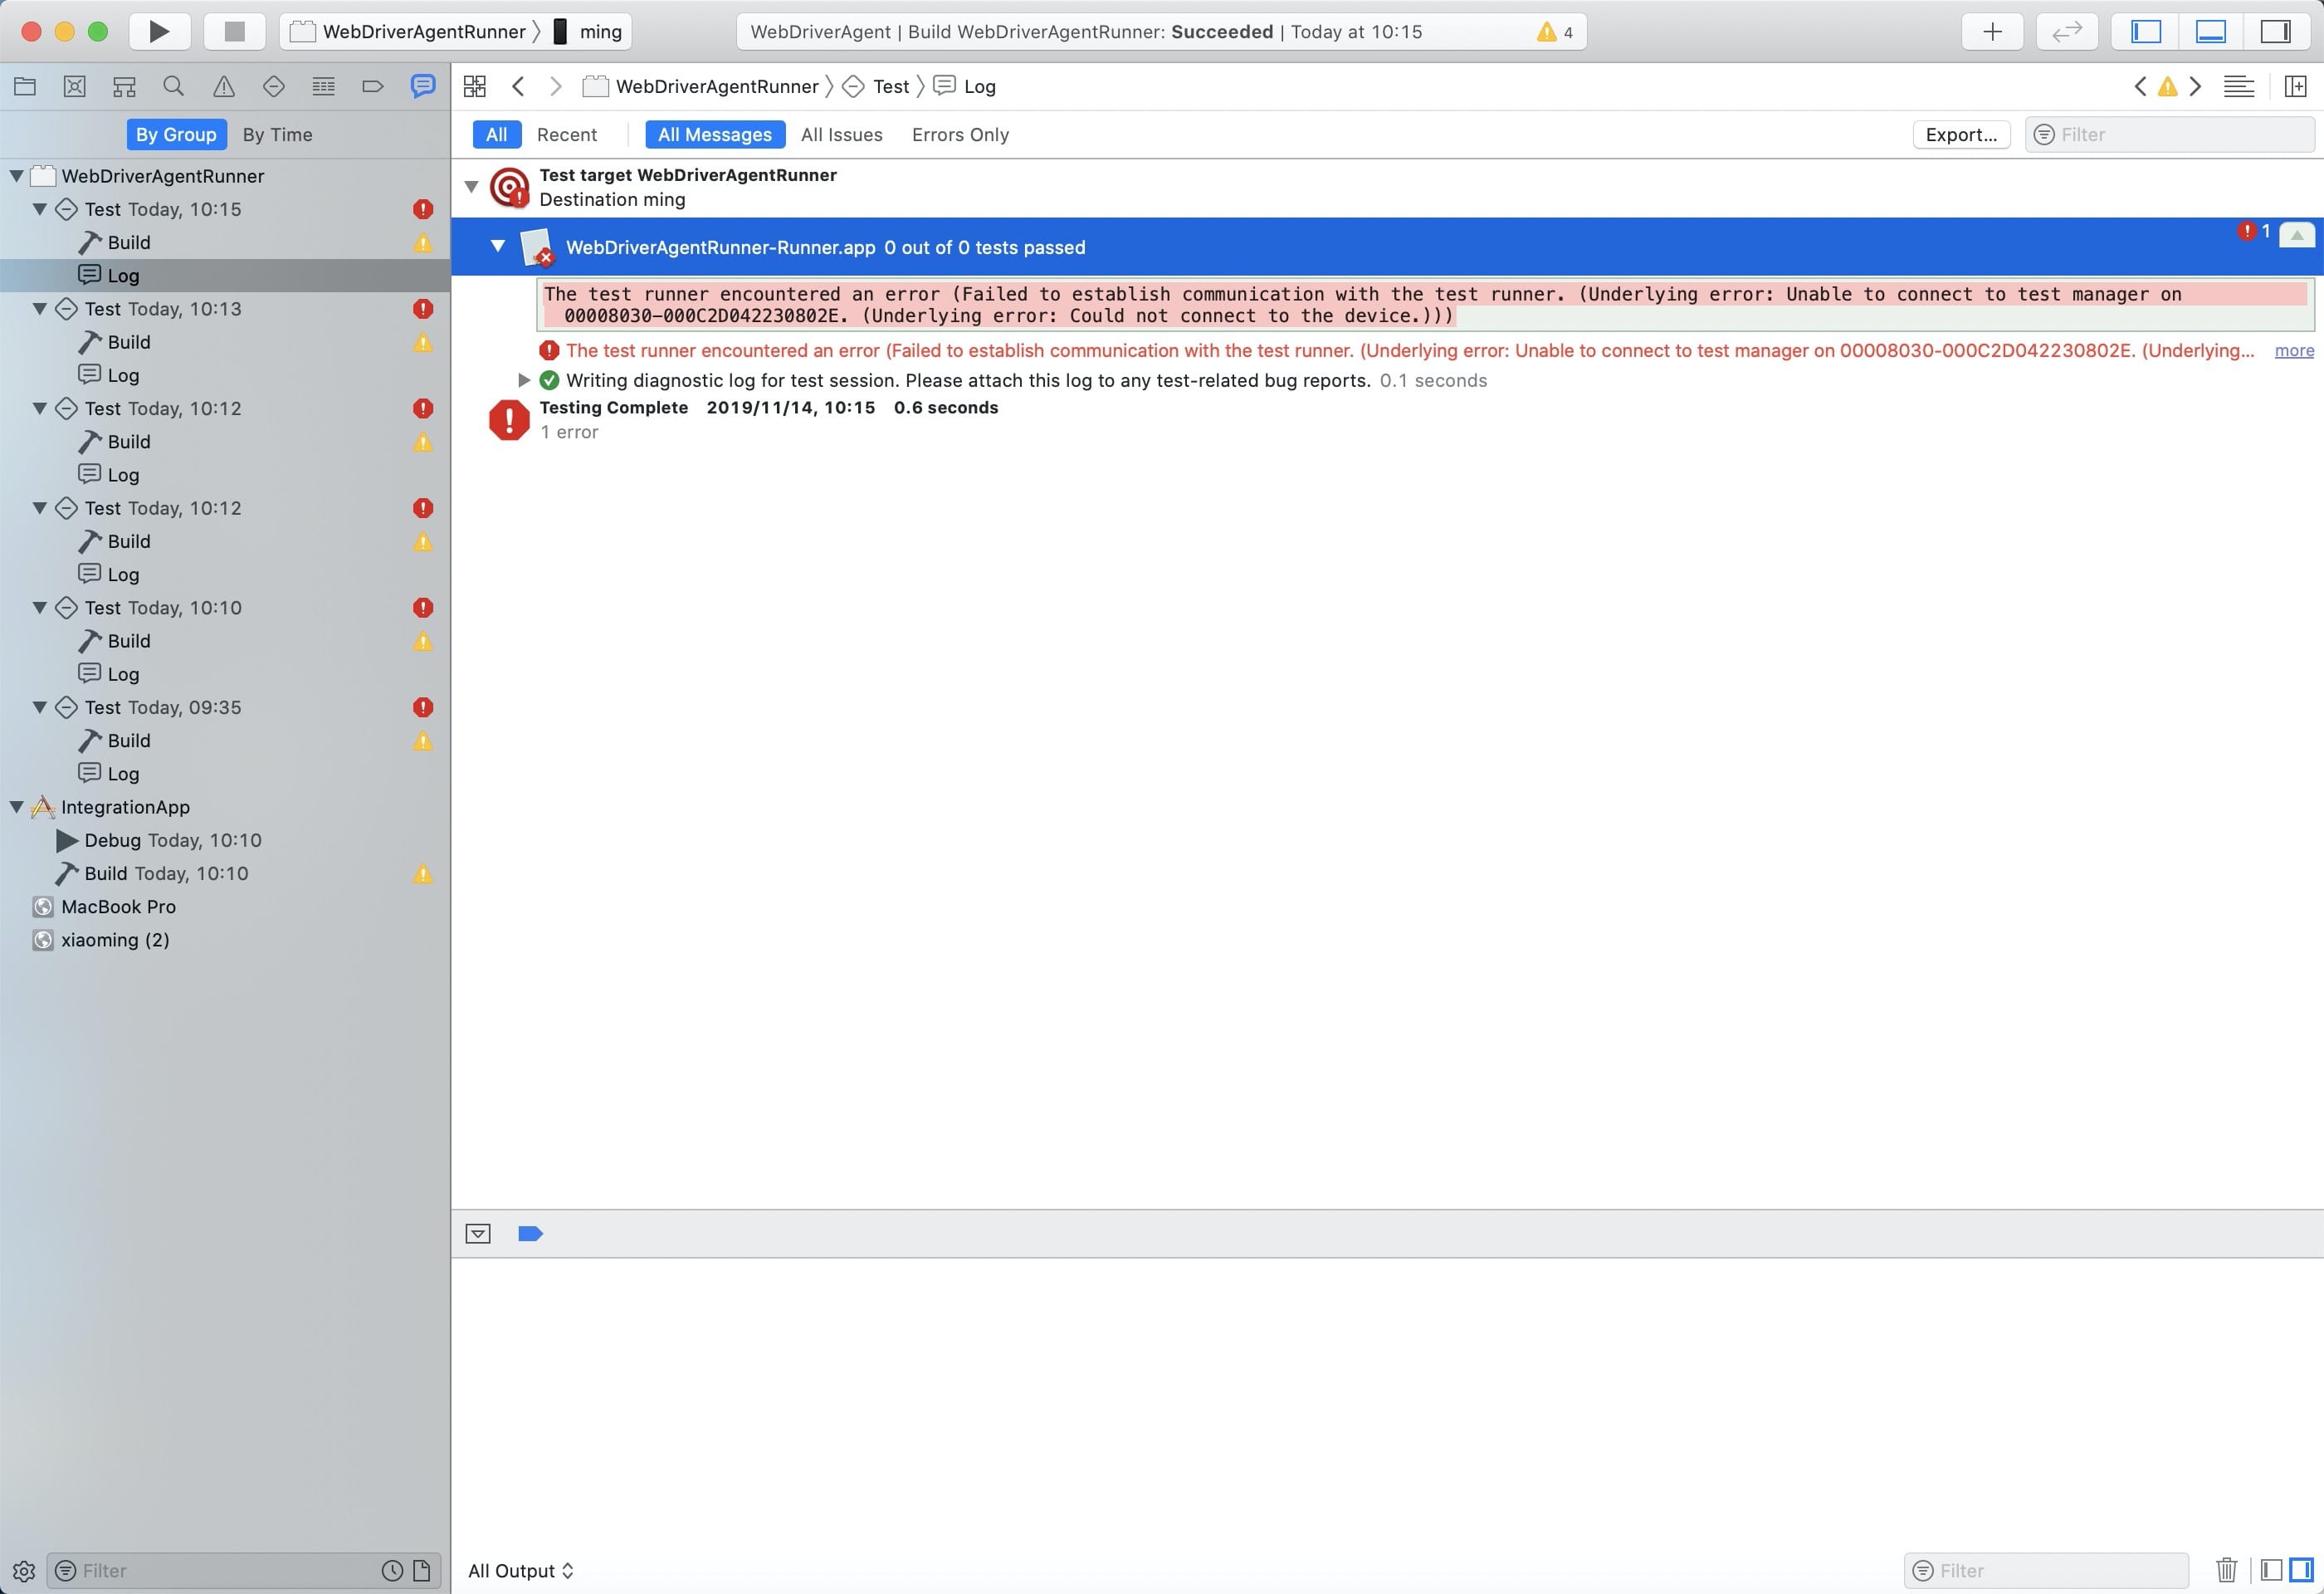 WebDriverAgentRunner ming
WebDriverAgent | Build WebDriverAgentRunner: Succeeded | Today at 10:15
4
WebDriverAgentRunner Test Log
By Group By Time
All Recent All Messages All Issues Errors Only
Export... Filter
WebDriverAgentRunner
Test Today, 10:15
Build
Log
Test Today, 10:13
Build
Log
Test Today, 10:12
Build
Log
Test Today, 10:12
Build
Log
Test Today, 10:10
Build
Log
Test Today, 09:35
Build
Log
IntegrationApp
Debug Today, 10:10
Build Today, 10:10
MacBook Pro
xiaoming (2)
Filter
Test target WebDriverAgentRunner
Destination ming
WebDriverAgentRunner-Runner.app 0 out of 0 tests passed
1
The test runner encountered an error (Failed to establish communication with the test runner. (Underlying error: Unable to connect to test manager on
00008030-000C2D042230802E. (Underlying error: Could not connect to the device.)))
The test runner encountered an error (Failed to establish communication with the test runner. (Underlying error: Unable to connect to test manager on 00008030-000C2D042230802E. (Underlying... more
Writing diagnostic log for test session. Please attach this log to any test-related bug reports. 0.1 seconds
Testing Complete 2019/11/14, 10:15 0.6 seconds
1 error
All Output
Filter